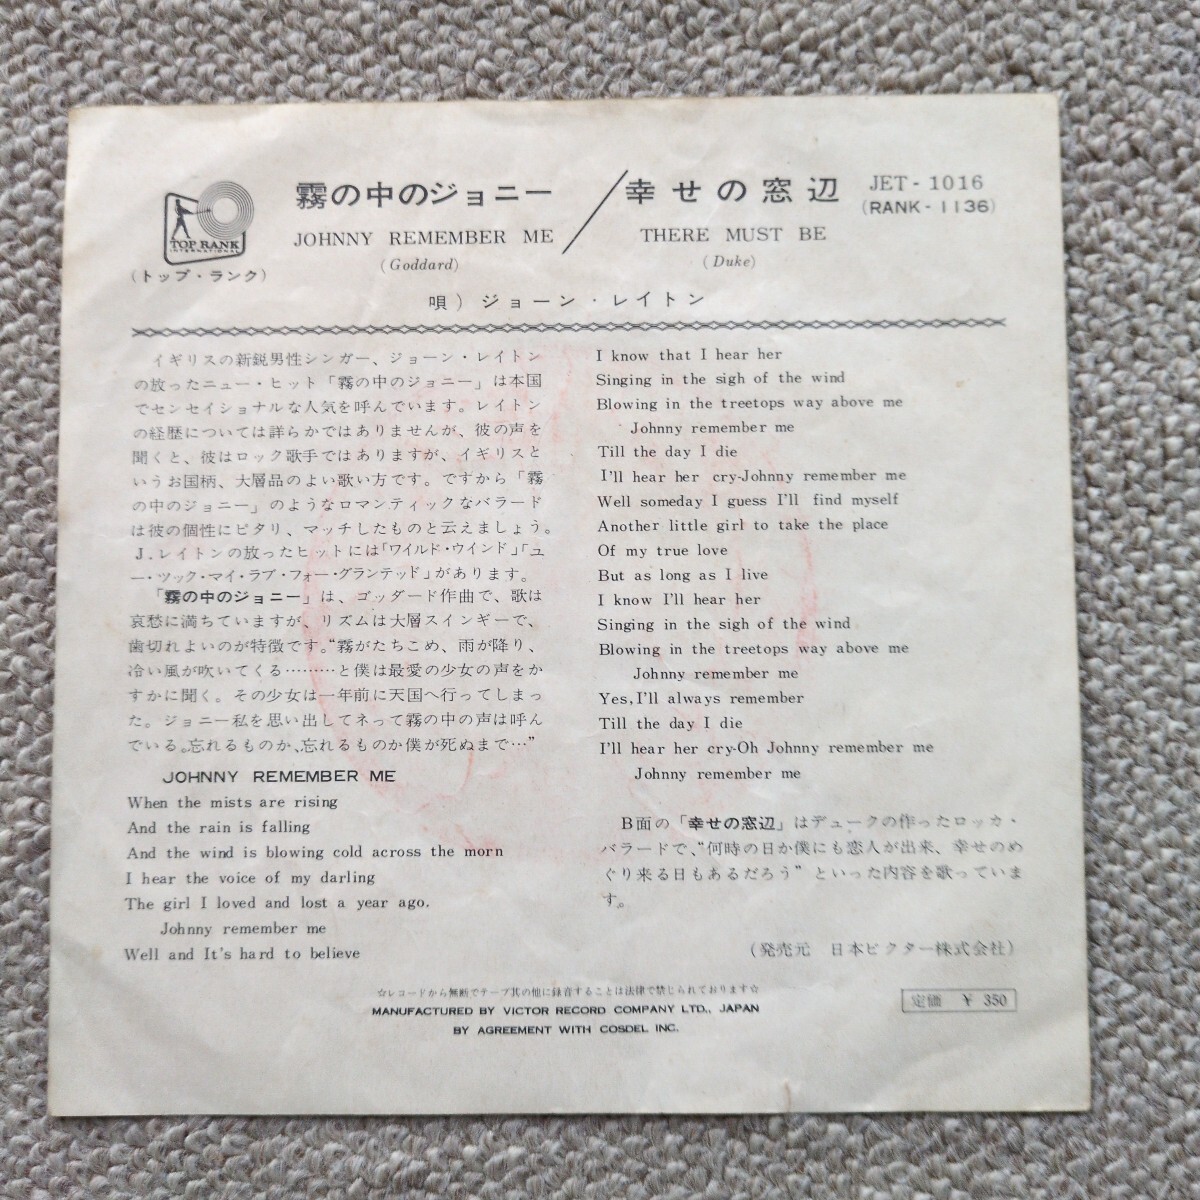 TOP RANK
INTERNATIONAL
(トップ・ランク)
霧の中のジョニー／幸せの窓辺
JOHNNY REMEMBER ME
THERE MUST BE
(Goddard)
(Duke)
JET-1016
(RANK-1136)
唄）ジョーン・レイトン
イギリスの新鋭男性シンガー、ジョーン・レイトン
の放ったニュー・ヒット「霧の中のジョニー」は本国
でセンセイショナルな人気を呼んでいます。レイトン
の経歴については詳らかではありませんが、彼の声を
聞くと、彼はロック歌手ではありますが、イギリスと
いうお国柄、大層品のよい歌い方です。ですから「霧
の中のジョニー」のようなロマンティックなバラード
は彼の個性にピタリ、マッチしたものと云えましょう。
J.レイトンの放ったヒットには「ワイルド・ウインド」「ユ
ー・ツック・マイ・ラブ・フォー・グランテッド」があります。
「霧の中のジョニー」は、ゴッダード作曲で、歌は
哀愁に満ちていますが、リズムは大層スインギーで、
歯切れよいのが特徴です。“霧がたちこめ、雨が降り、
冷い風が吹いてくる………と僕は最愛の少女の声をか
すかに聞く。その少女は一年前に天国へ行ってしまっ
た。ジョニー私を思い出してネって霧の中の声は呼ん
でいる。忘れるものか、忘れるものか僕が死ぬまで…”
JOHNNY REMEMBER ME
When the mists are rising
And the rain is falling
And the wind is blowing cold across the morn
I hear the voice of my darling
The girl I loved and lost a year ago.
Johnny remember me
Well and It's hard to believe
I know that I hear her
Singing in the sigh of the wind
Blowing in the treetops way above me
Johnny remember me
Till the day I die
I'll hear her cry-Johnny remember me
Well someday I guess I'll find myself
Another little girl to take the place
Of my true love
But as long as I live
I know I'll hear her
Singing in the sigh of the wind
Blowing in the treetops way above me
Johnny remember me
Yes, I'll always remember
Till the day I die
I'll hear her cry-Oh Johnny remember me
Johnny remember me
B面の「幸せの窓辺」はデュークの作ったロッカ・
バラードで、“何時の日か僕にも恋人が出来、幸せのめ
ぐり来る日もあるだろう”といった内容を歌っていま
す。
(発売元 日本ビクター株式会社)
☆レコードから無断でテープ其の他に録音することは法律で禁じられております☆
MANUFACTURED BY VICTOR RECORD COMPANY LTD., JAPAN
BY AGREEMENT WITH COSDEL INC.
定価 ¥ 350